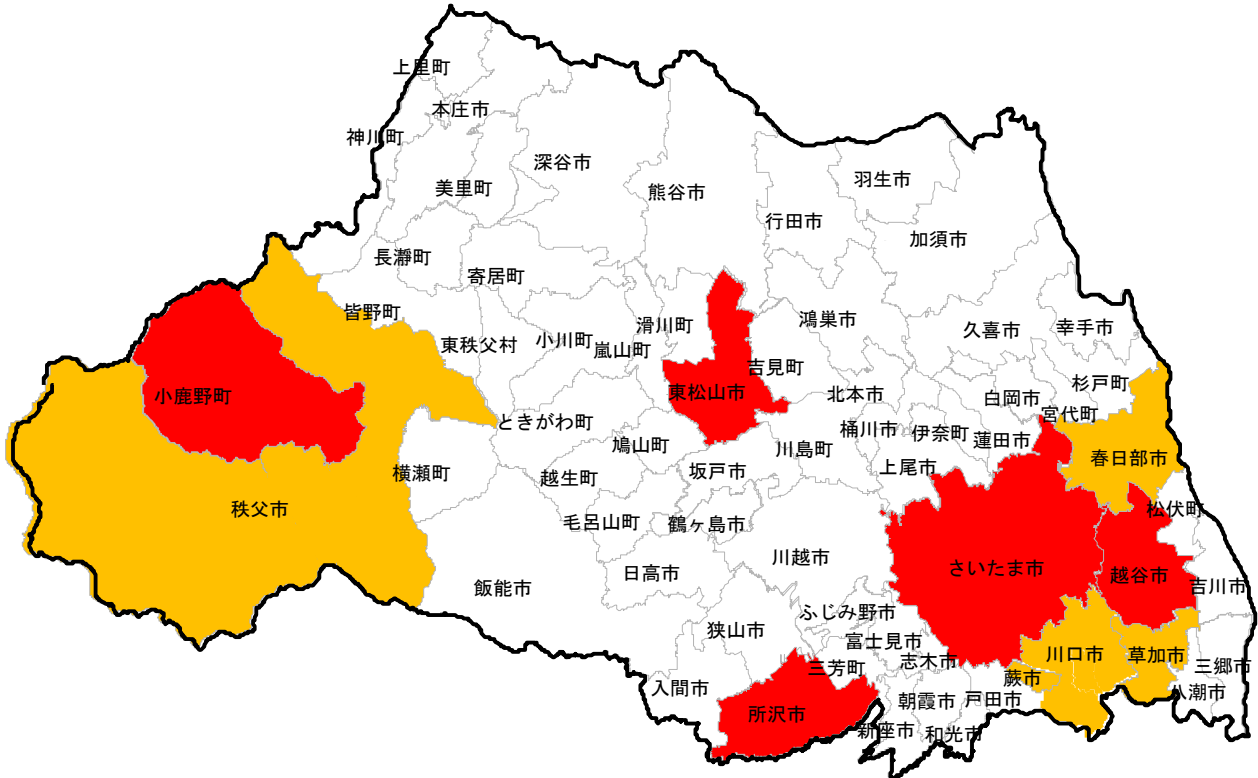 上里町
本庄市
神川町
深谷市
羽生市
美里町
熊谷市
行田市
加須市
長瀞町
寄居町
皆野町
滑川町
鴻巣市
久喜市
幸手市
東秩父村
小川町
嵐山町
吉見町
杉戸町
小鹿野町
東松山市
北本市
白岡市
宮代町
ときがわ町
桶川市
伊奈町
蓮田市
鳩山町
川島町
春日部市
横瀬町
越生町
坂戸市
上尾市
秩父市
松伏町
毛呂山町
鶴ヶ島市
川越市
さいたま市
日高市
越谷市
飯能市
吉川市
ふじみ野市
狭山市
富士見市
川口市
草加市
志木市
三芳町
三郷市
入間市
蕨市
八潮市
朝霞市
戸田市
所沢市
新座市
和光市